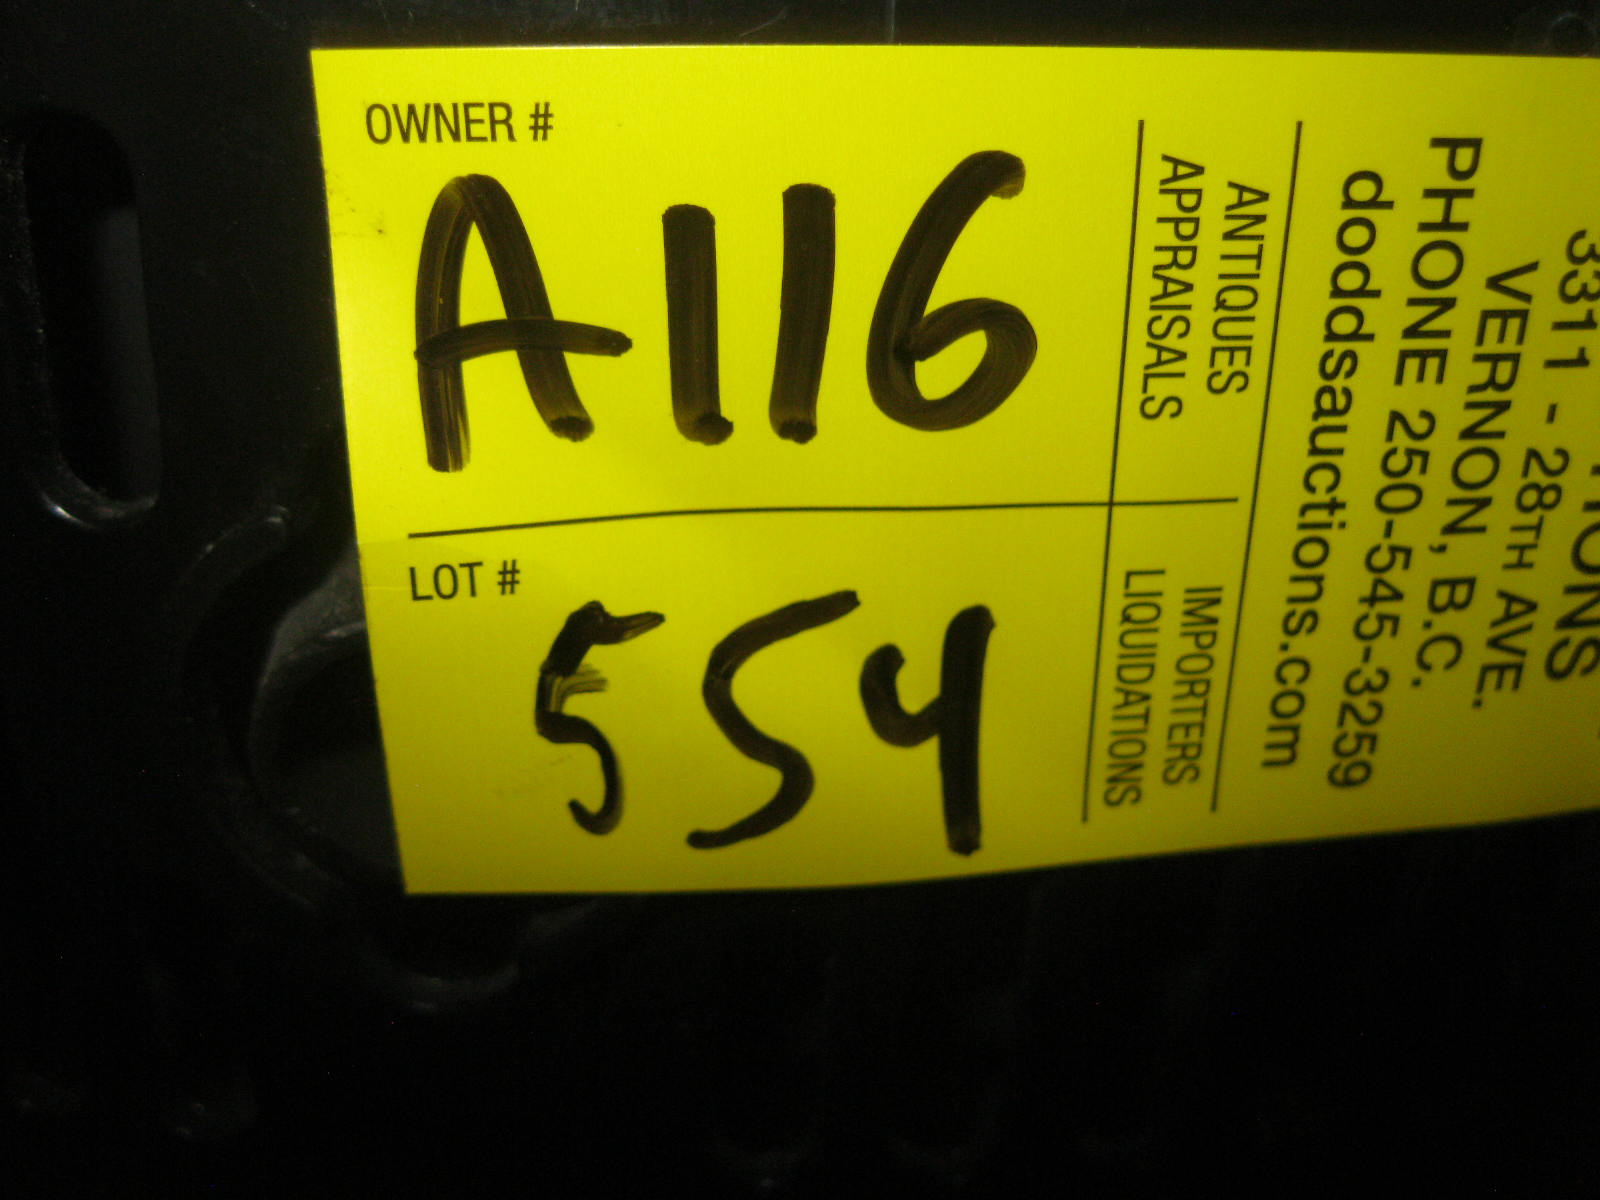 OWNER #
A116
LOT #
554
ANTIQUES
APPRAISALS
IMPORTERS
LIQUIDATIONS
3311 - 28TH AVE.
VERNON, B.C.
PHONE 250-545-3259
doddsauctions.com